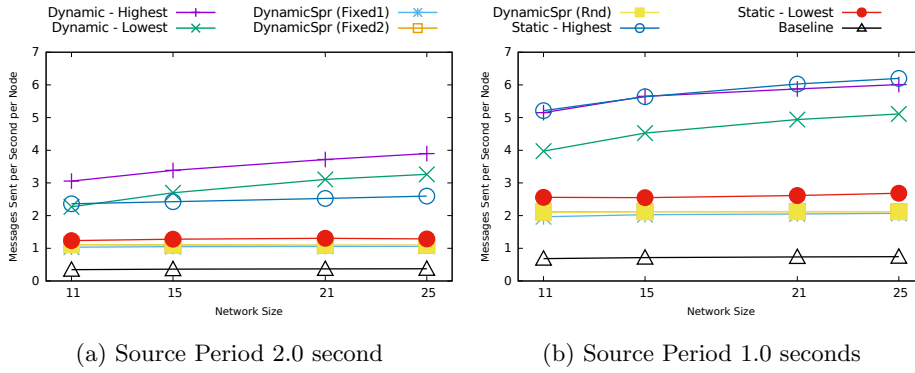 Dynamic - Highest
Dynamic - Lowest
DynamicSpr (Fixed1)
DynamicSpr (Fixed2)
DynamicSpr (Rnd)
Static - Highest
Static - Lowest
Baseline
Messages Sent per Second per Node
7
6
5
4
3
2
1
0
11 15 21 25
Network Size
Messages Sent per Second per Node
7
6
5
4
3
2
1
0
11 15 21 25
Network Size
(a) Source Period 2.0 second
(b) Source Period 1.0 seconds